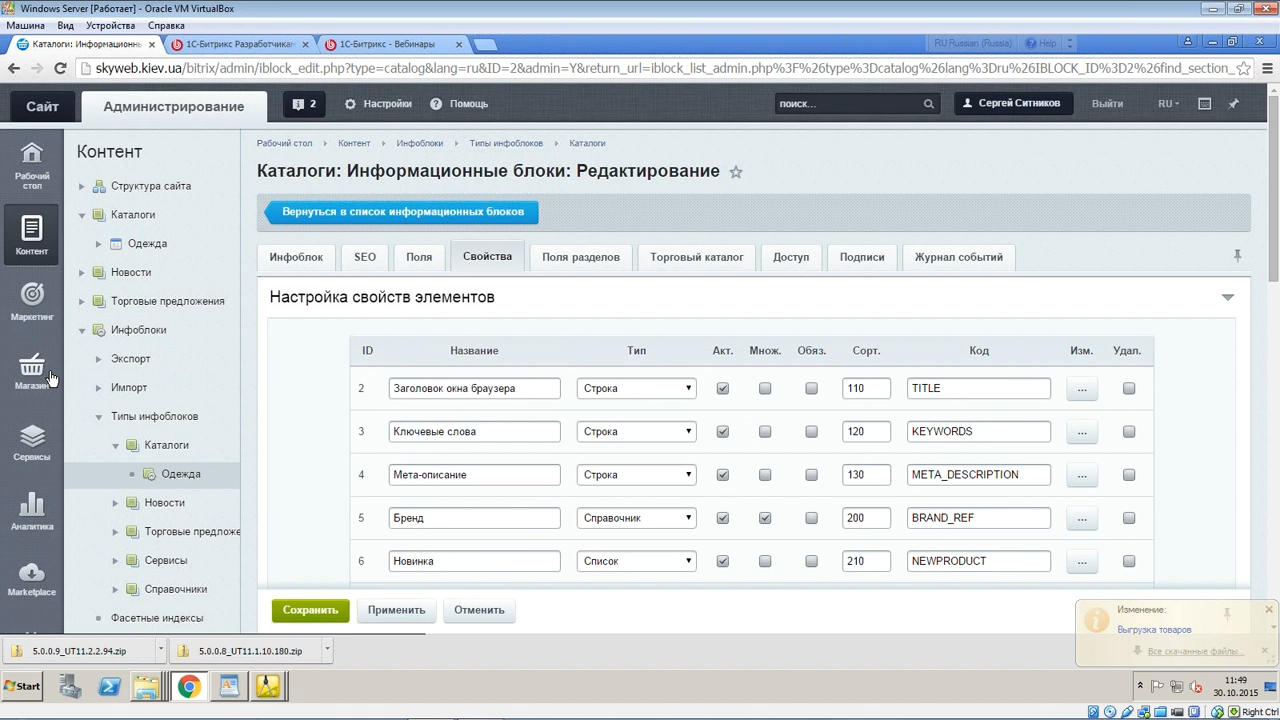 Windows Server [Работает] - Oracle VM VirtualBox
Машина Вид Устройства Справка
Каталоги: Информационн
1С-Битрикс Разработчикам
1С-Битрикс - Вебинары
RU Russian (Russia) Help
skyweb.kiev.ua/bitrix/admin/iblock_edit.php?type=catalog&lang=ru&ID=2&admin=Y&return_url=iblock_list_admin.php%3F%26type%3Dcatalog%26lang%3Dru%26IBLOCK_ID%3D2%26find_section_
Сайт
Администрирование
2
Настройки
Помощь
поиск...
Сергей Ситников
Выйти
RU
Рабочий стол
Контент
Маркетинг
Магазин
Сервисы
Аналитика
Marketplace
Контент
Структура сайта
Каталоги
Одежда
Новости
Торговые предложения
Инфоблоки
Экспорт
Импорт
Типы инфоблоков
Каталоги
Одежда
Новости
Торговые предложе
Сервисы
Справочники
Фасетные индексы
Рабочий стол Контент Инфоблоки Типы инфоблоков Каталоги
Каталоги: Информационные блоки: Редактирование
Вернуться в список информационных блоков
Инфоблок SEO Поля Свойства Поля разделов Торговый каталог Доступ Подписи Журнал событий
Настройка свойств элементов
ID Название Тип Акт. Множ. Обяз. Сорт. Код Изм. Удал.
2 Заголовок окна браузера Строка 110 TITLE ...
3 Ключевые слова Строка 120 KEYWORDS ...
4 Мета-описание Строка 130 META_DESCRIPTION ...
5 Бренд Справочник 200 BRAND_REF ...
6 Новинка Список 210 NEWPRODUCT ...
Сохранить Применить Отменить
Изменение:
Выгрузка товаров
Все скачанные файлы...
5.0.0.9_UT11.2.2.94.zip
5.0.0.8_UT11.1.10.180.zip
Start
11:49
30.10.2015
Right Ctrl